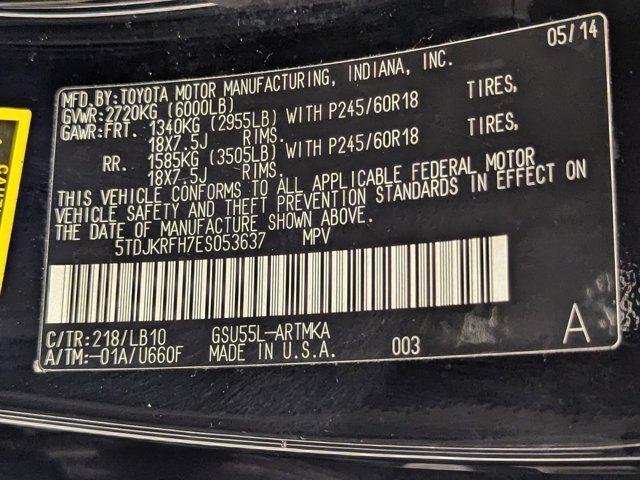 05/14
MFD.BY:TOYOTA MOTOR MANUFACTURING, INDIANA, INC.
GVWR:2720KG (6000LB)
GAWR:FRT. 1340KG (2955LB) WITH P245/60R18 TIRES,
18X7.5J RIMS.
RR. 1585KG (3505LB) WITH P245/60R18 TIRES,
18X7.5J RIMS.
THIS VEHICLE CONFORMS TO ALL APPLICABLE FEDERAL MOTOR
VEHICLE SAFETY AND THEFT PREVENTION STANDARDS IN EFFECT ON
THE DATE OF MANUFACTURE SHOWN ABOVE.
5TDJKRFH7ES053637 MPV
C/TR:218/LB10 GSU55L-ARTMKA
A/TM:-01A/U660F MADE IN U.S.A. 003 A